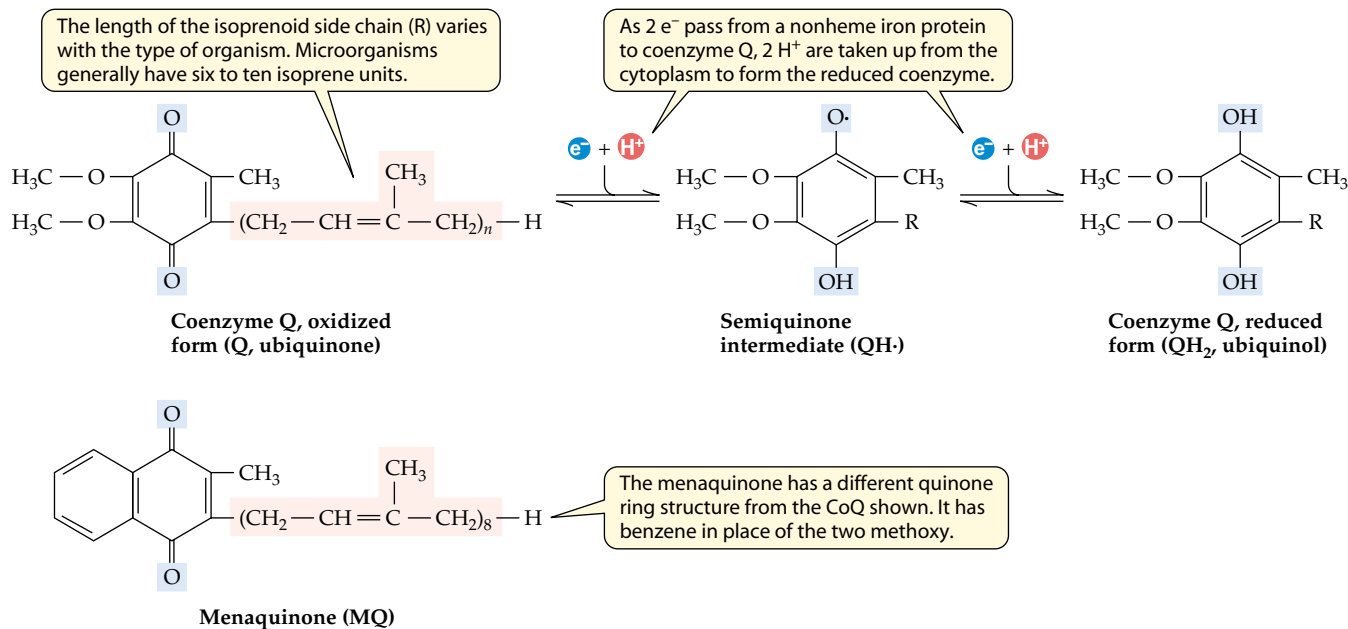 The length of the isoprenoid side chain (R) varies
with the type of organism. Microorganisms
generally have six to ten isoprene units.
As 2 e⁻ pass from a nonheme iron protein
to coenzyme Q, 2 H⁺ are taken up from the
cytoplasm to form the reduced coenzyme.
O
H₃C—O
CH₃
CH₃
H₃C—O
(CH₂—CH=C—CH₂)ₙ—H
O
e⁻ + H⁺
O·
H₃C—O
CH₃
H₃C—O
R
OH
e⁻ + H⁺
OH
H₃C—O
CH₃
H₃C—O
R
OH
Coenzyme Q, oxidized
form (Q, ubiquinone)
Semiquinone
intermediate (QH·)
Coenzyme Q, reduced
form (QH₂, ubiquinol)
O
CH₃
CH₃
(CH₂—CH=C—CH₂)₈—H
O
The menaquinone has a different quinone
ring structure from the CoQ shown. It has
benzene in place of the two methoxy.
Menaquinone (MQ)